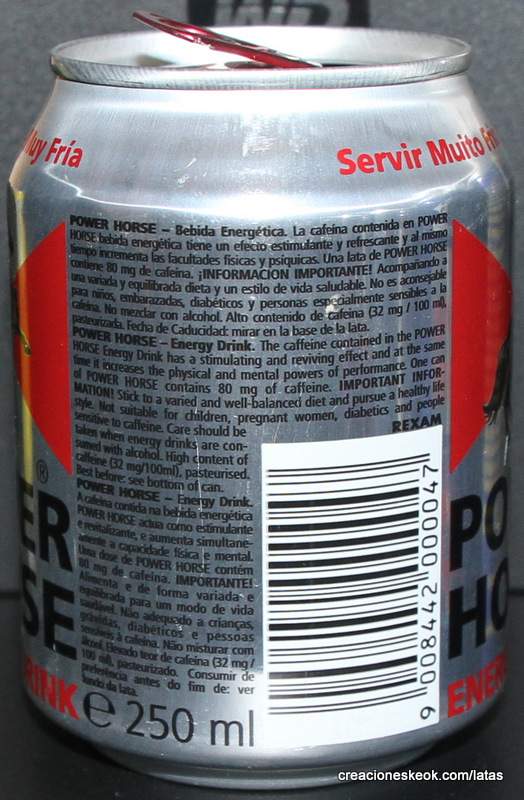 WD
Muy Fría
Servir Muito Fr
POWER HORSE – Bebida Energética. La cafeína contenida en POWER
HORSE bebida energética tiene un efecto estimulante y refrescante y al mismo
tiempo incrementa las facultades físicas y psíquicas. Una lata de POWER HORSE
contiene 80 mg de cafeína. ¡INFORMACION IMPORTANTE! Acompañando a
una variada y equilibrada dieta y un estilo de vida saludable. No es aconsejable
para niños, embarazadas, diabéticos y personas especialmente sensibles a la
cafeína. No mezclar con alcohol. Alto contenido de cafeína (32 mg / 100 ml),
pasteurizada. Fecha de Caducidad: mirar en la base de la lata.
POWER HORSE – Energy Drink. The caffeine contained in the POWER
HORSE Energy Drink has a stimulating and reviving effect and at the same
time it increases the physical and mental powers of performance. One can
of POWER HORSE contains 80 mg of caffeine. IMPORTANT INFOR-
MATION! Stick to a varied and well-balanced diet and pursue a healthy life
style. Not suitable for children, pregnant women, diabetics and people
sensitive to caffeine. Care should be
taken when energy drinks are con-
sumed with alcohol. High content of
caffeine (32 mg/100ml), pasteurised.
Best before: see bottom of can.
REXAM
POWER HORSE – Energy Drink.
A cafeína contida na bebida energética
POWER HORSE actua como estimulante
e revitalizante, e aumenta simultane-
amente a capacidade física e mental.
Uma dose de POWER HORSE contém
80 mg de cafeína. IMPORTANTE!
Alimenta e de forma variada e
equilibrada para um modo de vida
saudável. Não adequado a crianças,
grávidas, diabéticos e pessoas
sensíveis à cafeína. Não misturar com
álcool. Elevado teor de cafeína (32 mg /
100 ml), pasteurizado. Consumir de
preferência antes do fim de: ver
fundo da lata.
9 008442 000047
®
ER
SE
RINK
PO
HO
ENER
e 250 ml
creacioneskeok.com/latas